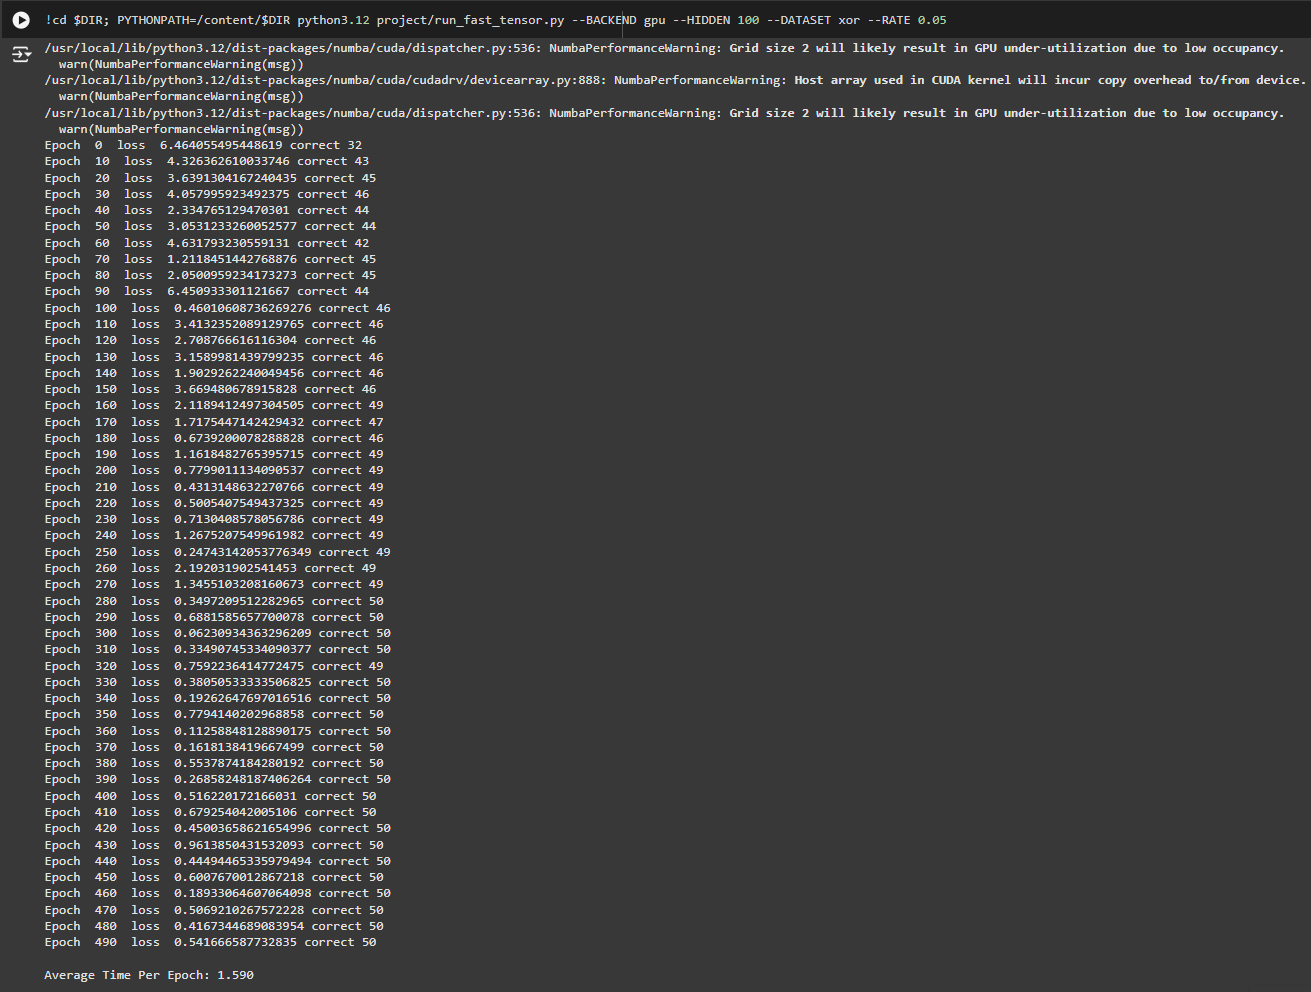 !cd $DIR; PYTHONPATH=/content/$DIR python3.12 project/run_fast_tensor.py --BACKEND gpu --HIDDEN 100 --DATASET xor --RATE 0.05
/usr/local/lib/python3.12/dist-packages/numba/cuda/dispatcher.py:536: NumbaPerformanceWarning: Grid size 2 will likely result in GPU under-utilization due to low occupancy.
  warn(NumbaPerformanceWarning(msg))
/usr/local/lib/python3.12/dist-packages/numba/cuda/cudadrv/devicearray.py:888: NumbaPerformanceWarning: Host array used in CUDA kernel will incur copy overhead to/from device.
  warn(NumbaPerformanceWarning(msg))
/usr/local/lib/python3.12/dist-packages/numba/cuda/dispatcher.py:536: NumbaPerformanceWarning: Grid size 2 will likely result in GPU under-utilization due to low occupancy.
  warn(NumbaPerformanceWarning(msg))
Epoch  0  loss  6.464055495448619 correct 32
Epoch  10  loss  4.326362610033746 correct 43
Epoch  20  loss  3.6391304167240435 correct 45
Epoch  30  loss  4.057995923492375 correct 46
Epoch  40  loss  2.334765129470301 correct 44
Epoch  50  loss  3.0531233260052577 correct 44
Epoch  60  loss  4.631793230559131 correct 42
Epoch  70  loss  1.2118451442768876 correct 45
Epoch  80  loss  2.0500959234173273 correct 45
Epoch  90  loss  6.450933301121667 correct 44
Epoch  100  loss  0.46010608736269276 correct 46
Epoch  110  loss  3.4132352089129765 correct 46
Epoch  120  loss  2.708766616116304 correct 46
Epoch  130  loss  3.1589981439799235 correct 46
Epoch  140  loss  1.9029262240049456 correct 46
Epoch  150  loss  3.669480678915828 correct 46
Epoch  160  loss  2.1189412497304505 correct 49
Epoch  170  loss  1.7175447142429432 correct 47
Epoch  180  loss  0.6739200078288828 correct 46
Epoch  190  loss  1.1618482765395715 correct 49
Epoch  200  loss  0.7799011134090537 correct 49
Epoch  210  loss  0.4313148632270766 correct 49
Epoch  220  loss  0.5005407549437325 correct 49
Epoch  230  loss  0.7130408578056786 correct 49
Epoch  240  loss  1.2675207549961982 correct 49
Epoch  250  loss  0.24743142053776349 correct 49
Epoch  260  loss  2.192031902541453 correct 49
Epoch  270  loss  1.3455103208160673 correct 49
Epoch  280  loss  0.3497209512282965 correct 50
Epoch  290  loss  0.6881585657700078 correct 50
Epoch  300  loss  0.06230934363296209 correct 50
Epoch  310  loss  0.33490745334090377 correct 50
Epoch  320  loss  0.7592236414772475 correct 49
Epoch  330  loss  0.38050533333506825 correct 50
Epoch  340  loss  0.19262647697016516 correct 50
Epoch  350  loss  0.7794140202968858 correct 50
Epoch  360  loss  0.11258848128890175 correct 50
Epoch  370  loss  0.1618138419667499 correct 50
Epoch  380  loss  0.5537874184280192 correct 50
Epoch  390  loss  0.26858248187406264 correct 50
Epoch  400  loss  0.516220172166031 correct 50
Epoch  410  loss  0.679254042005106 correct 50
Epoch  420  loss  0.45003658621654996 correct 50
Epoch  430  loss  0.9613850431532093 correct 50
Epoch  440  loss  0.44494465335979494 correct 50
Epoch  450  loss  0.6007670012867218 correct 50
Epoch  460  loss  0.18933064607064098 correct 50
Epoch  470  loss  0.5069210267572228 correct 50
Epoch  480  loss  0.4167344689083954 correct 50
Epoch  490  loss  0.541666587732835 correct 50
Average Time Per Epoch: 1.590